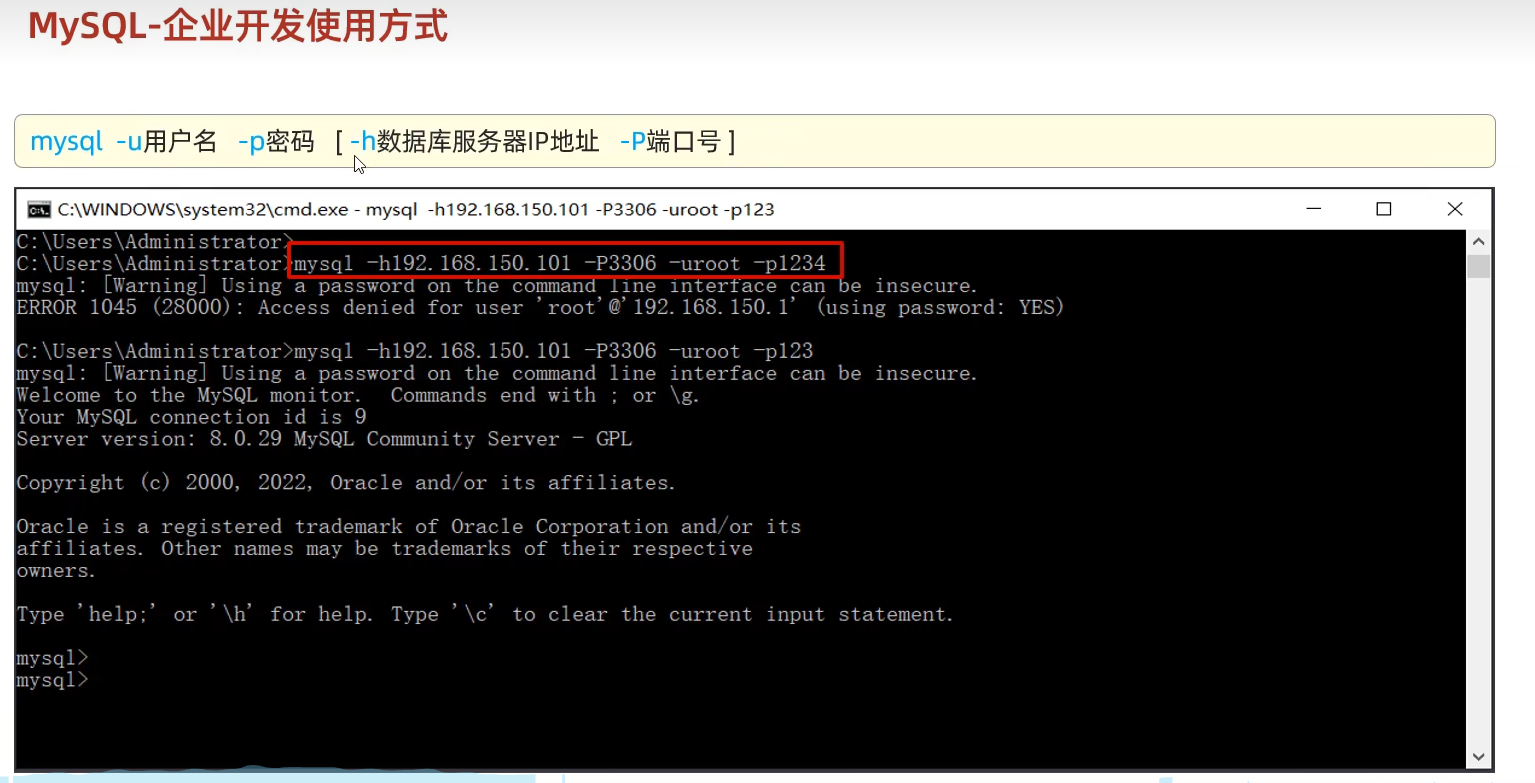 MySQL-企业开发使用方式
mysql -u用户名 -p密码 [ -h数据库服务器IP地址 -P端口号 ]
C:\WINDOWS\system32\cmd.exe - mysql -h192.168.150.101 -P3306 -uroot -p123
C:\Users\Administrator>
C:\Users\Administrator>mysql -h192.168.150.101 -P3306 -uroot -p1234
mysql: [Warning] Using a password on the command line interface can be insecure.
ERROR 1045 (28000): Access denied for user 'root'@'192.168.150.1' (using password: YES)
C:\Users\Administrator>mysql -h192.168.150.101 -P3306 -uroot -p123
mysql: [Warning] Using a password on the command line interface can be insecure.
Welcome to the MySQL monitor.  Commands end with ; or \g.
Your MySQL connection id is 9
Server version: 8.0.29 MySQL Community Server - GPL
Copyright (c) 2000, 2022, Oracle and/or its affiliates.
Oracle is a registered trademark of Oracle Corporation and/or its
affiliates. Other names may be trademarks of their respective
owners.
Type 'help;' or '\h' for help. Type '\c' to clear the current input statement.
mysql>
mysql>